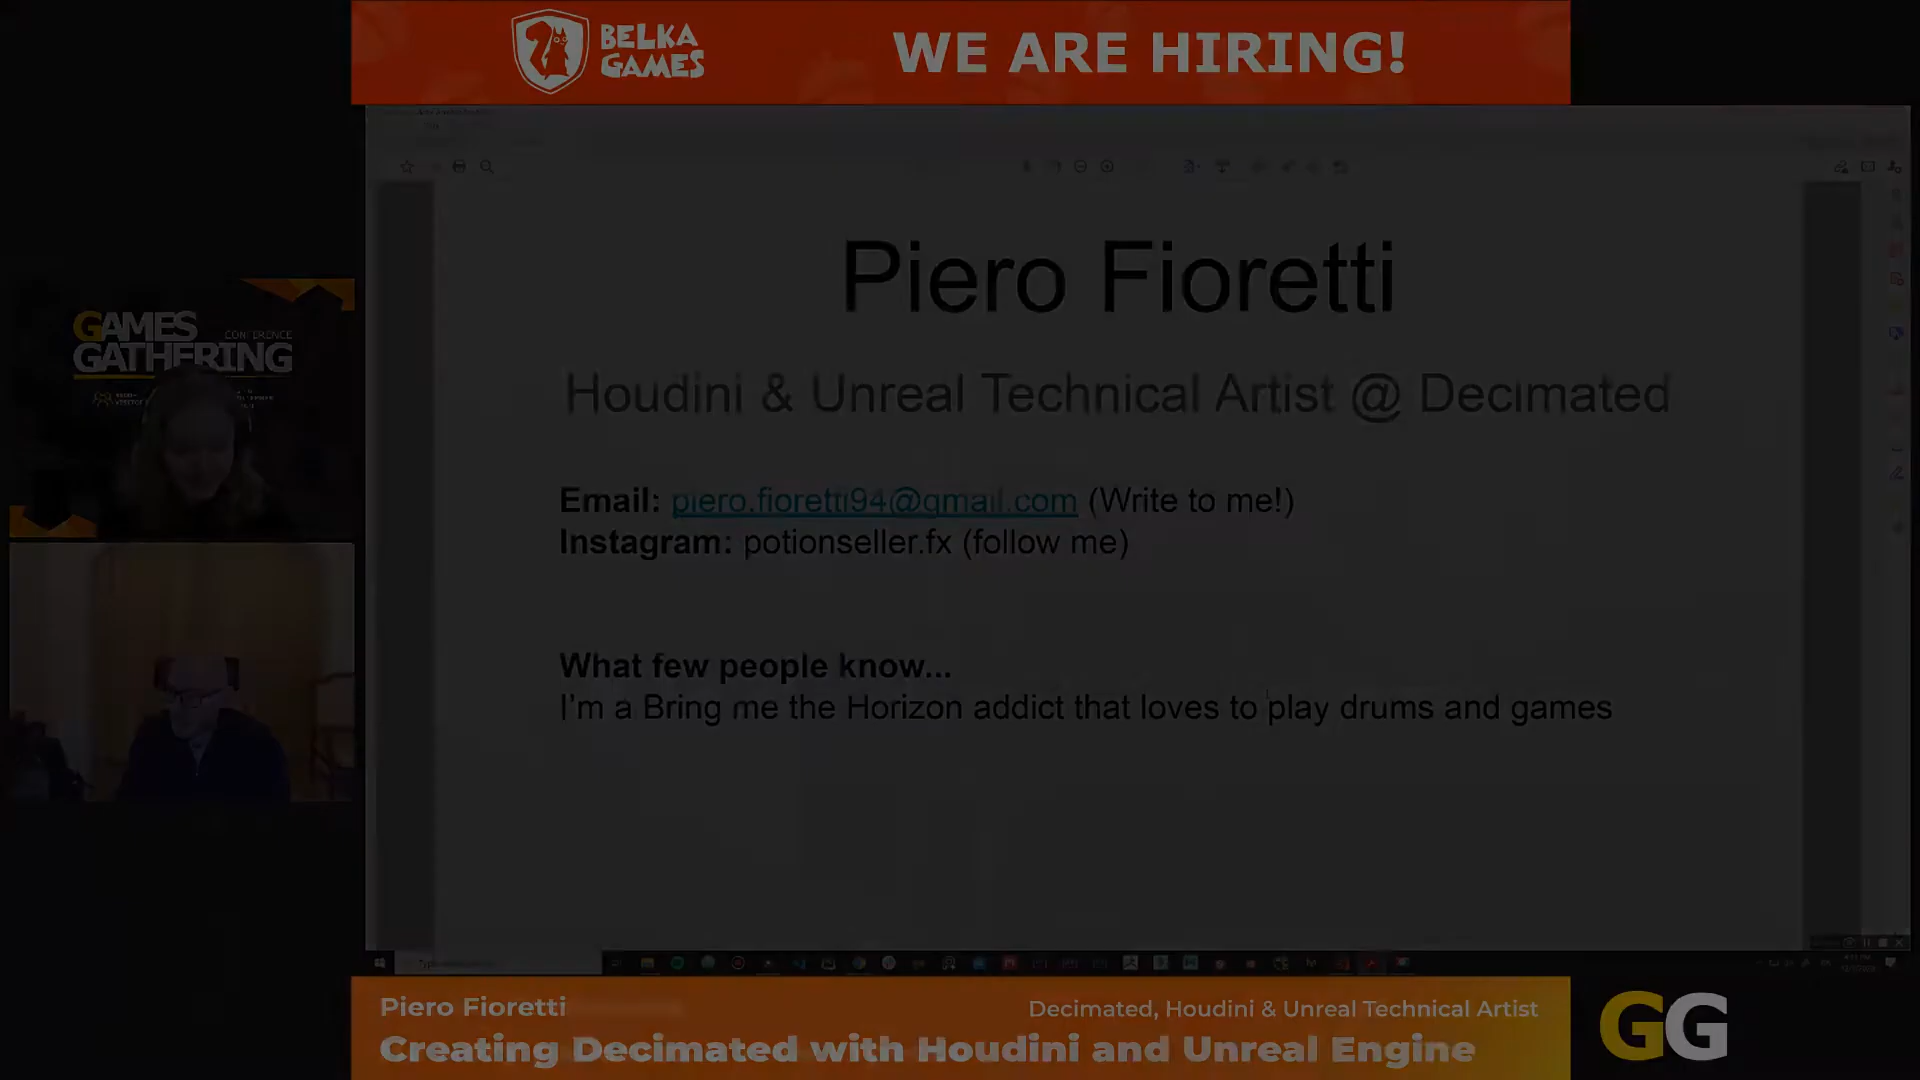 BELKA
GAMES
WE ARE HIRING!
GAMES
CONFERENCE
GATHERING
Piero Fioretti
Houdini & Unreal Technical Artist @ Decimated
Email: piero.fioretti94@gmail.com (Write to me!)
Instagram: potionseller.fx (follow me)
What few people know...
I'm a Bring me the Horizon addict that loves to play drums and games
Piero Fioretti
Decimated, Houdini & Unreal Technical Artist
Creating Decimated with Houdini and Unreal Engine
GG